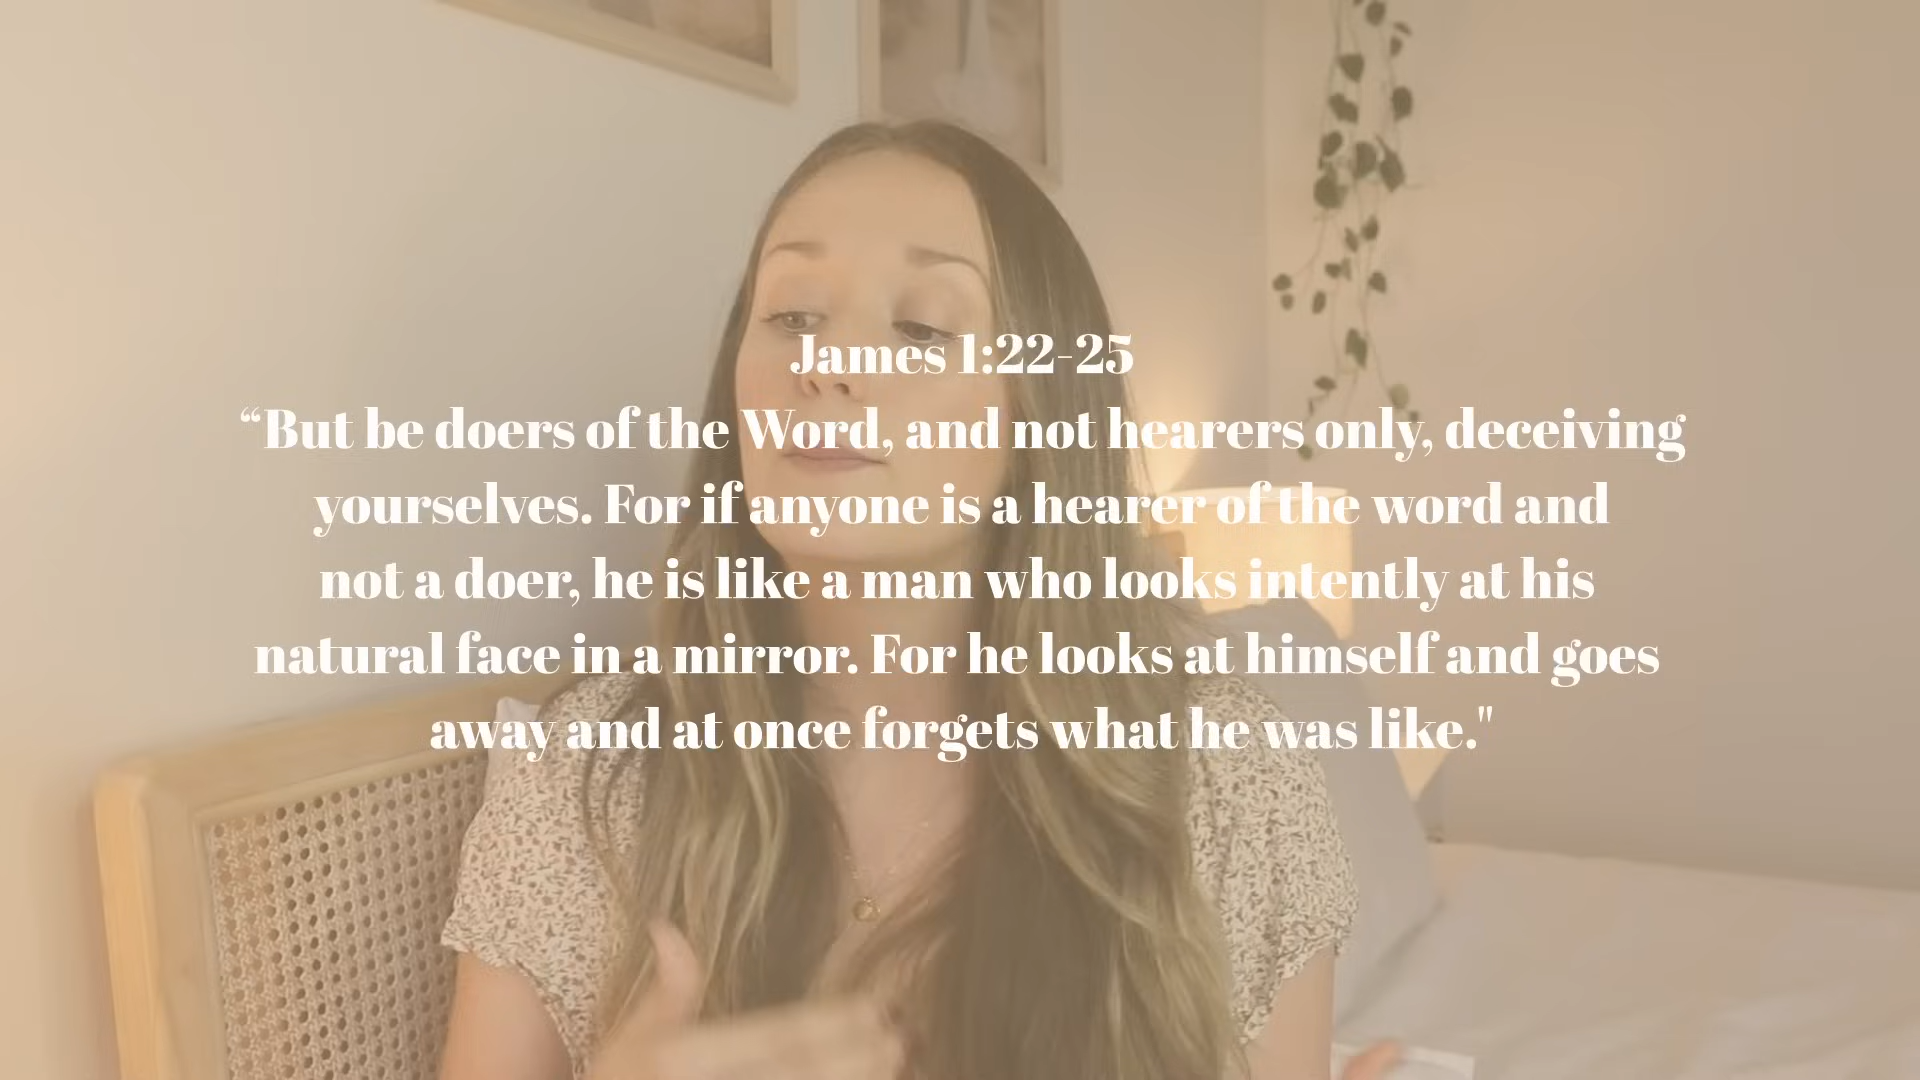 James 1:22-25
“But be doers of the Word, and not hearers only, deceiving
yourselves. For if anyone is a hearer of the word and
not a doer, he is like a man who looks intently at his
natural face in a mirror. For he looks at himself and goes
away and at once forgets what he was like."